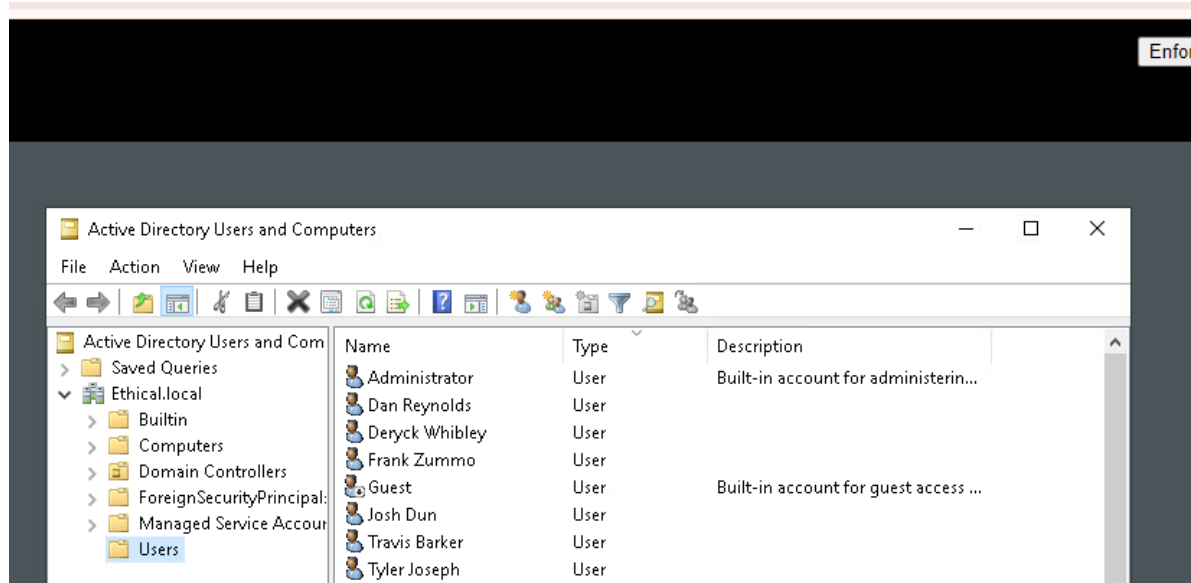 Enfor
Active Directory Users and Computers
File Action View Help
Active Directory Users and Com
Saved Queries
Ethical.local
Builtin
Computers
Domain Controllers
ForeignSecurityPrincipal:
Managed Service Accour
Users
Name Type Description
Administrator User Built-in account for administerin...
Dan Reynolds User
Deryck Whibley User
Frank Zummo User
Guest User Built-in account for guest access ...
Josh Dun User
Travis Barker User
Tyler Joseph User